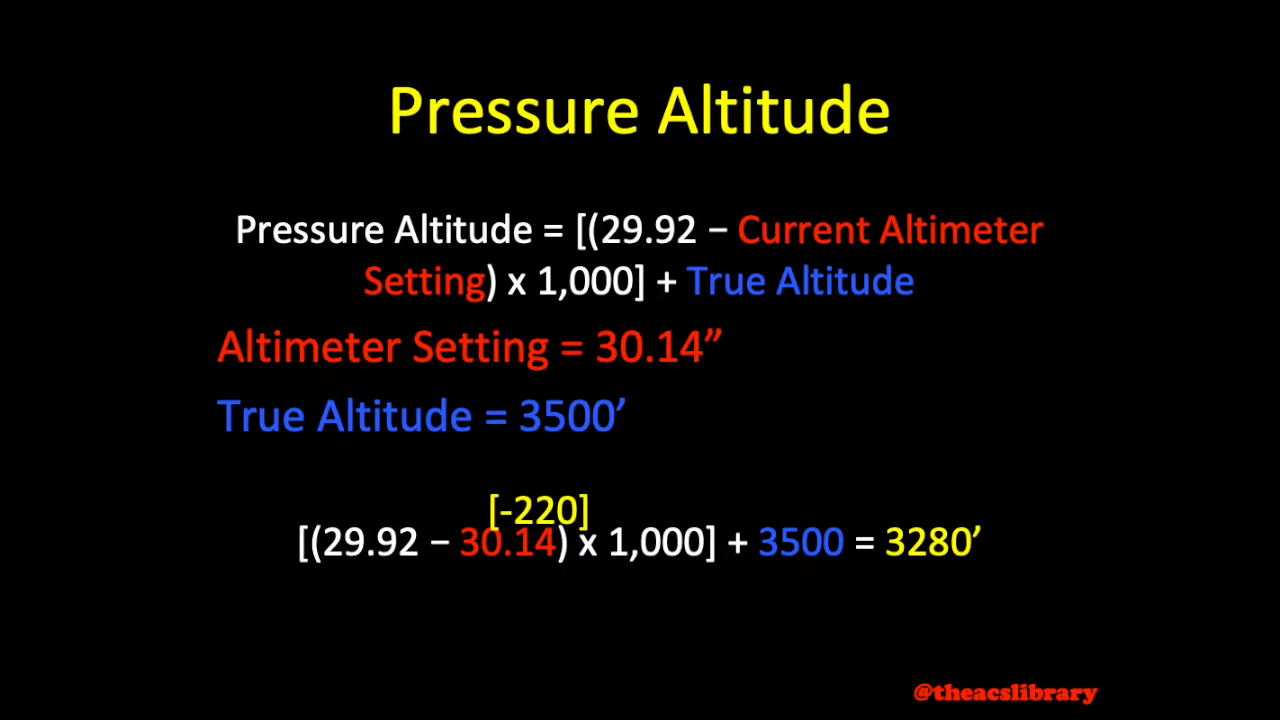 Pressure Altitude
Pressure Altitude = [(29.92 − Current Altimeter
Setting) x 1,000] + True Altitude
Altimeter Setting = 30.14”
True Altitude = 3500’
[-220]
[(29.92 − 30.14) x 1,000] + 3500 = 3280’
@theacslibrary